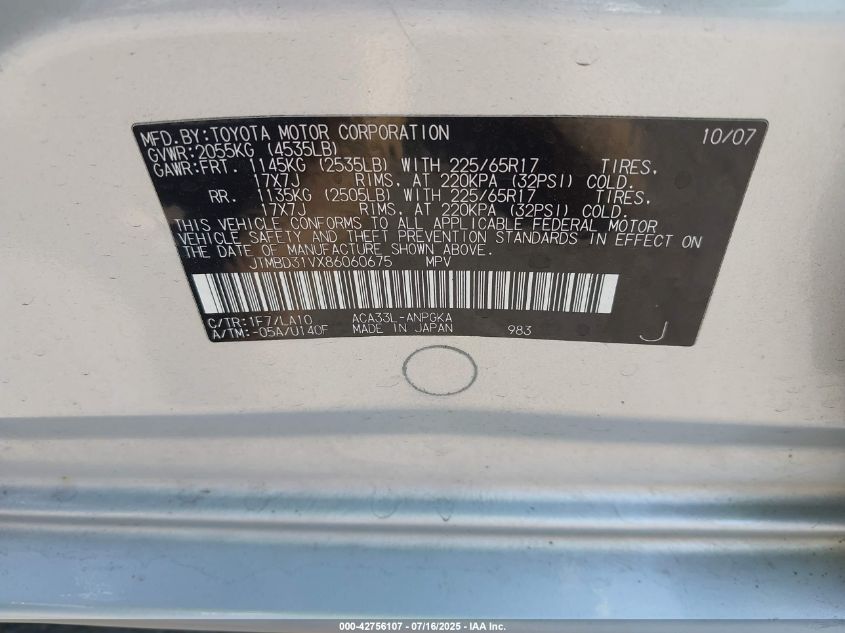 MFD.BY:TOYOTA MOTOR CORPORATION 10/07
GVWR:2055KG (4535LB)
GAWR:FRT. 1145KG (2535LB) WITH 225/65R17 TIRES,
17X7J RIMS, AT 220KPA (32PSI) COLD.
RR. 1135KG (2505LB) WITH 225/65R17 TIRES,
17X7J RIMS, AT 220KPA (32PSI) COLD.
THIS VEHICLE CONFORMS TO ALL APPLICABLE FEDERAL MOTOR
VEHICLE SAFETY AND THEFT PREVENTION STANDARDS IN EFFECT ON
THE DATE OF MANUFACTURE SHOWN ABOVE.
JTMBD31VX86060675 MPV
C/TR:1F7/LA10 ACA33L-ANPGKA
A/TM:-05A/U140F MADE IN JAPAN 983 J
000-42756107 - 07/16/2025 - IAA Inc.